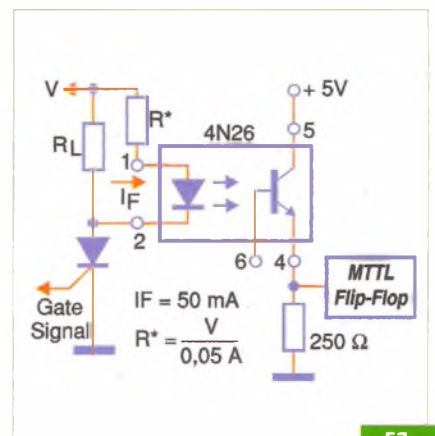 V
+ 5V
R*
4N26
5
RL
1
IF
2
6
4
MTTL
Flip-Flop
Gate
Signal
IF = 50 mA
R* = V
0,05 A
250 Ω